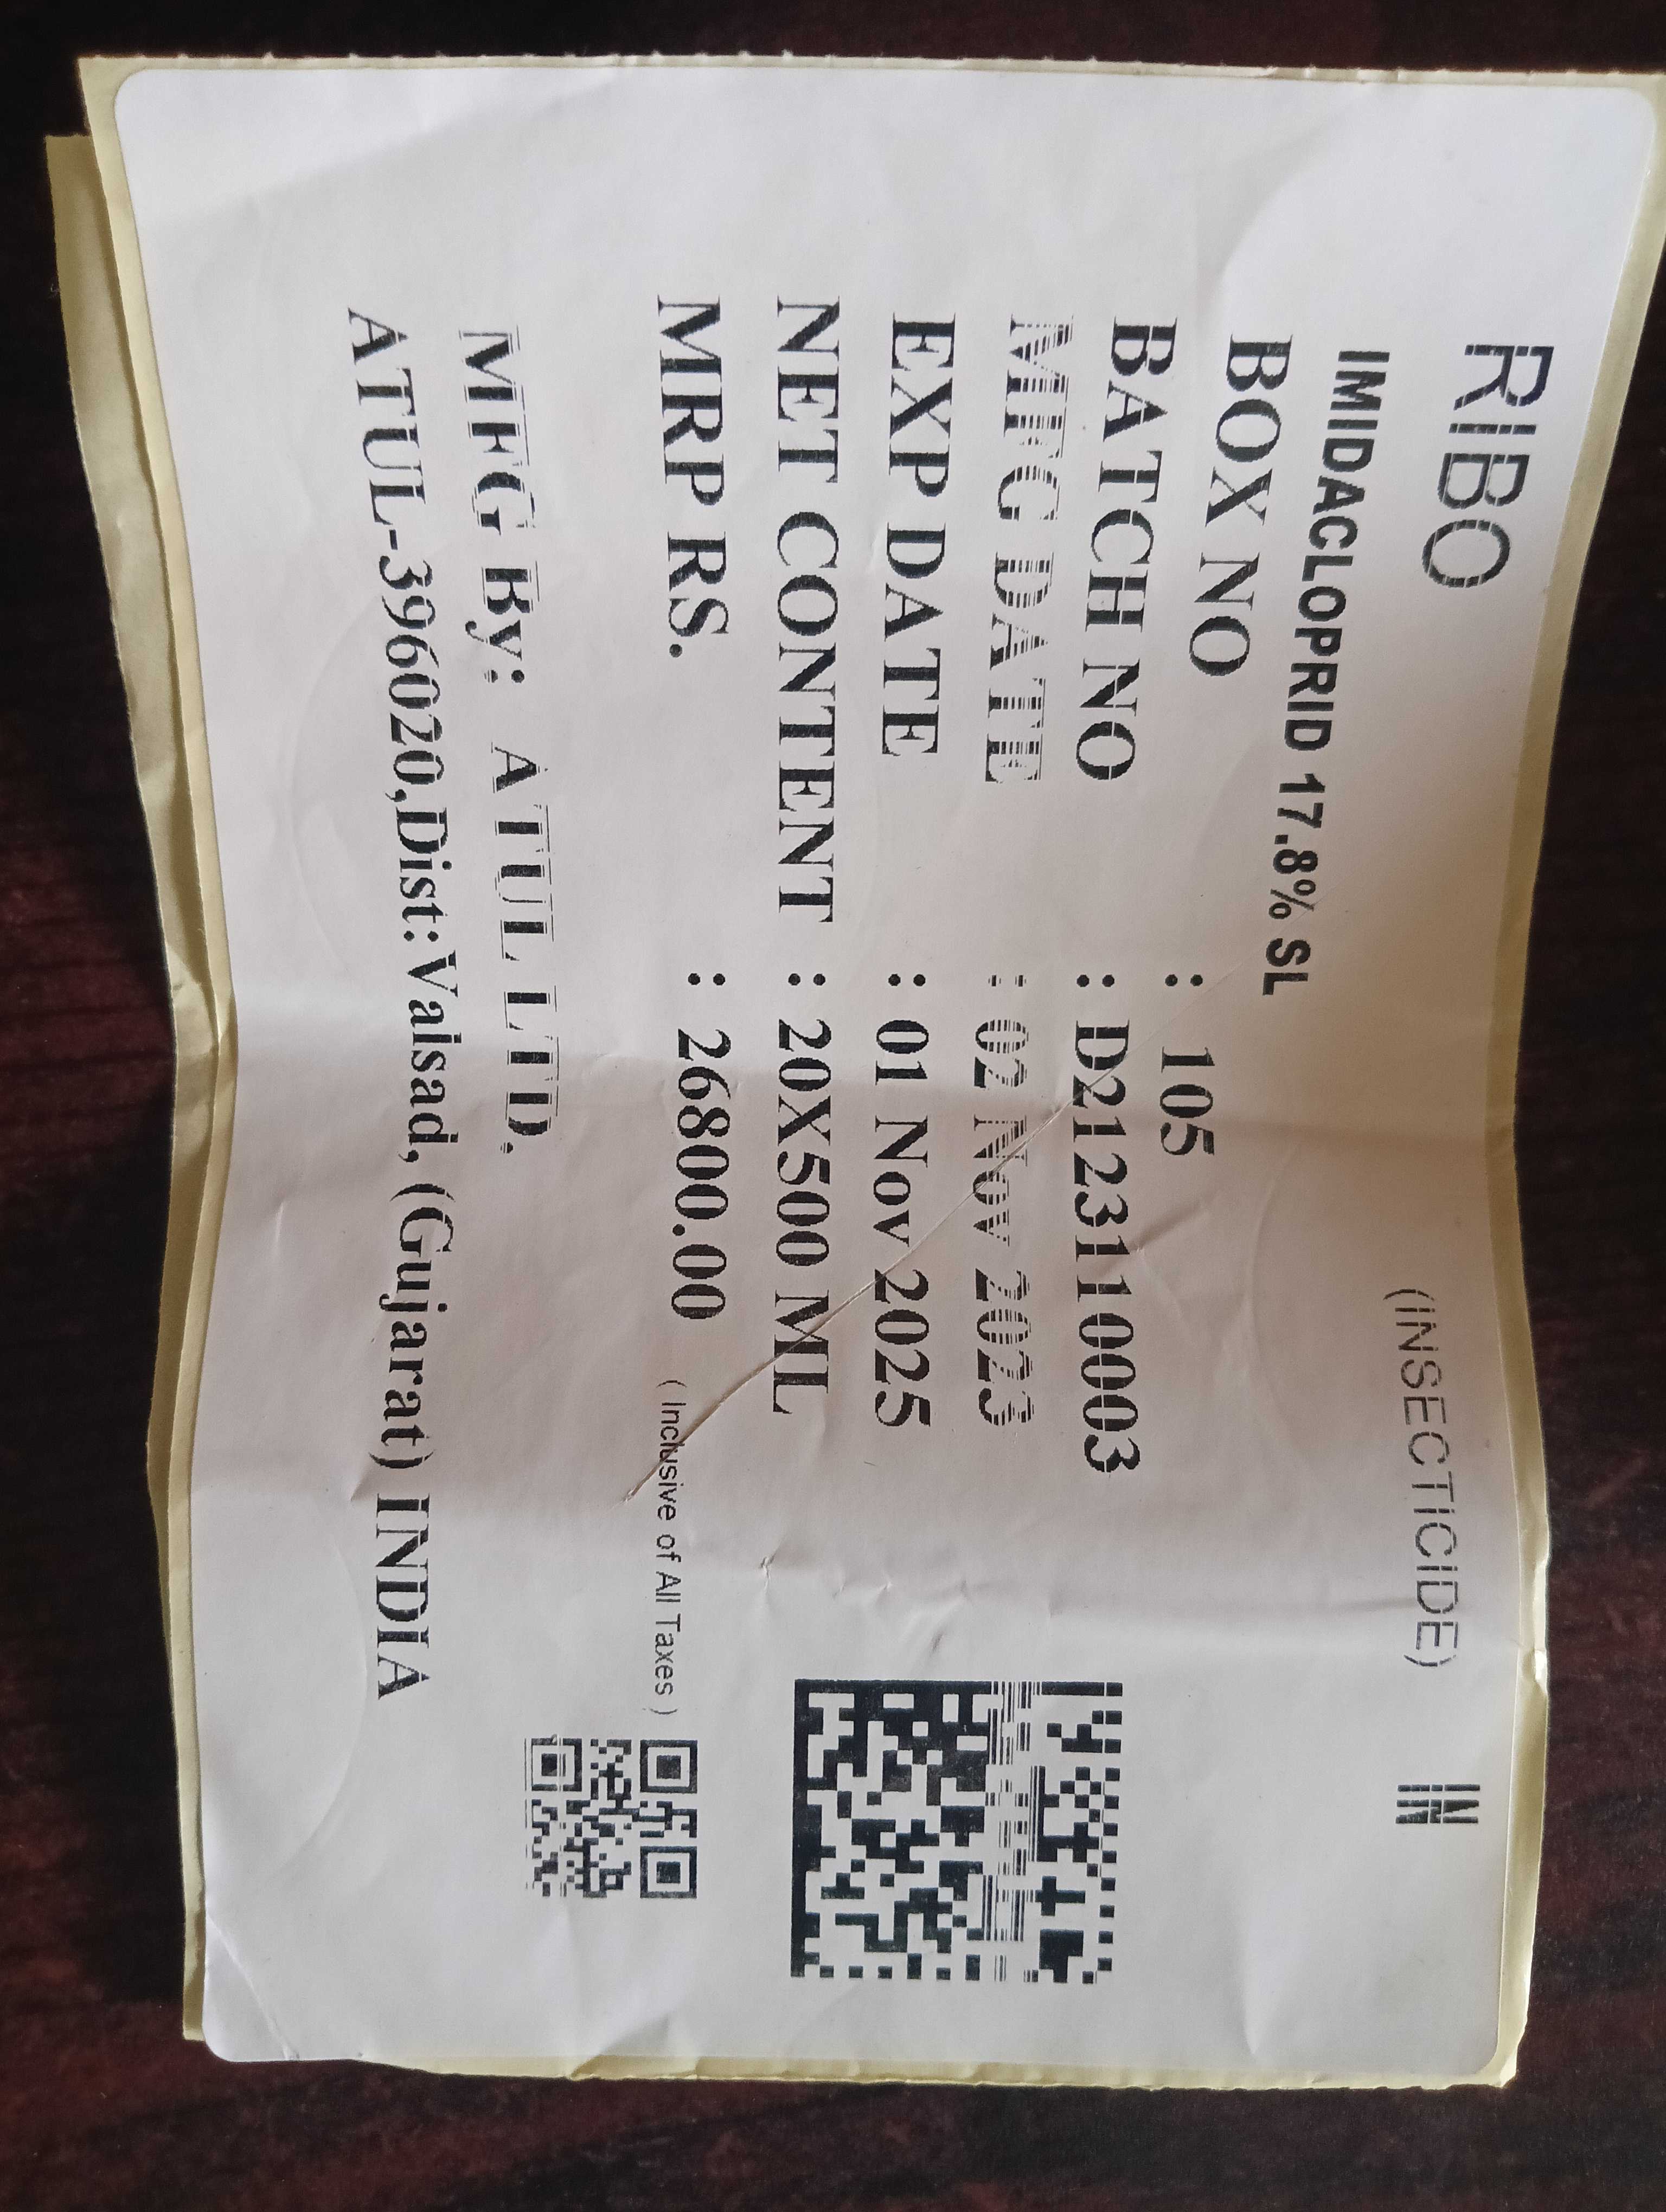 RIBO (INSECTICIDE) IN
IMIDACLOPRID 17.8% SL
BOX NO : 105
BATCH NO : D2123110003
MFG DATE : 02 Nov 2023
EXP DATE : 01 Nov 2025
NET CONTENT : 20X500 ML
MRP RS. : 26800.00 ( Inclusive of All Taxes )
MFG By: ATUL LTD.
ATUL-396020,Dist:Valsad, (Gujarat) INDIA